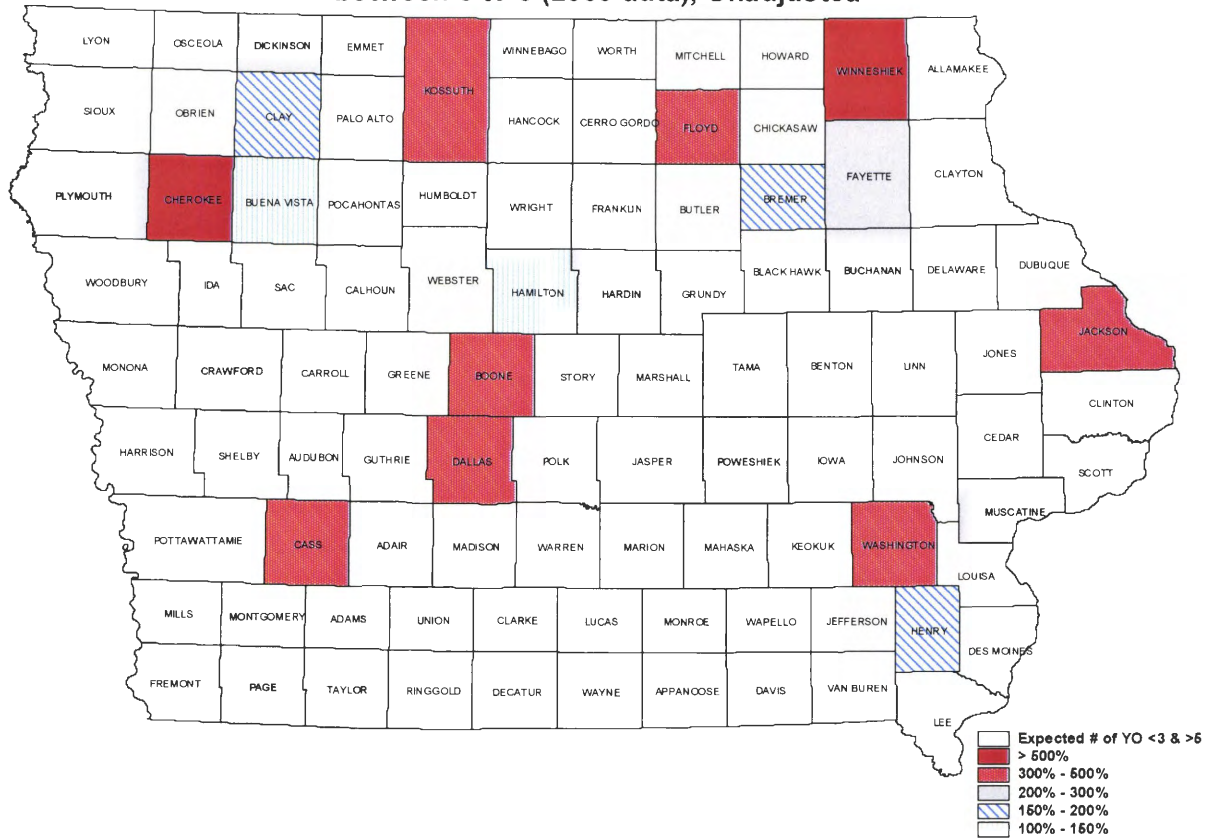 LYON OSCEOLA DICKINSON EMMET KOSSUTH WINNEBAGO WORTH MITCHELL HOWARD WINNESHIEK ALLAMAKEE
SIOUX OBRIEN CLAY PALO ALTO HANCOCK CERRO GORDO FLOYD CHICKASAW
PLYMOUTH CHEROKEE BUENA VISTA POCAHONTAS HUMBOLDT WRIGHT FRANKLIN BUTLER BREMER FAYETTE CLAYTON
WOODBURY IDA SAC CALHOUN WEBSTER HAMILTON HARDIN GRUNDY BLACK HAWK BUCHANAN DELAWARE DUBUQUE
MONONA CRAWFORD CARROLL GREENE BOONE STORY MARSHALL TAMA BENTON LINN JONES JACKSON
CLINTON
HARRISON SHELBY AUDUBON GUTHRIE DALLAS POLK JASPER POWESHIEK IOWA JOHNSON CEDAR SCOTT
MUSCATINE
POTTAWATTAMIE CASS ADAIR MADISON WARREN MARION MAHASKA KEOKUK WASHINGTON
LOUISA
MILLS MONTGOMERY ADAMS UNION CLARKE LUCAS MONROE WAPELLO JEFFERSON HENRY
DES MOINES
FREMONT PAGE TAYLOR RINGGOLD DECATUR WAYNE APPANOOSE DAVIS VAN BUREN
LEE
Expected # of YO <3 & >5
> 500%
300% - 500%
200% - 300%
150% - 200%
100% - 150%